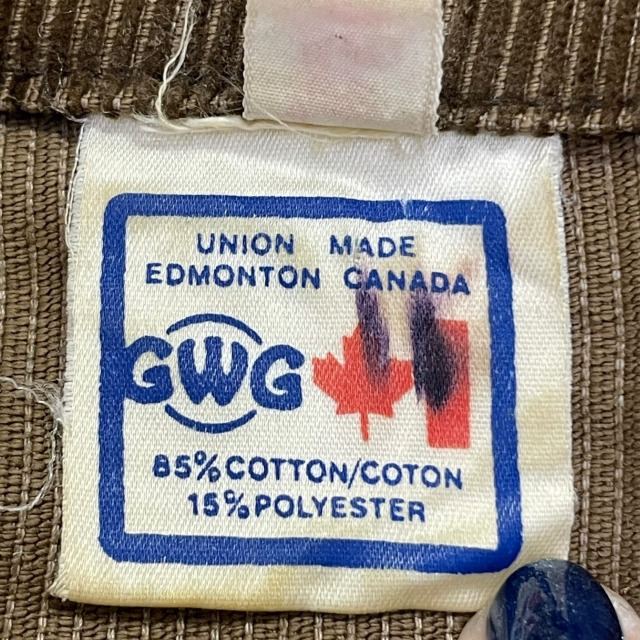 UNION MADE
EDMONTON CANADA
GWG
85% COTTON/COTON
15% POLYESTER